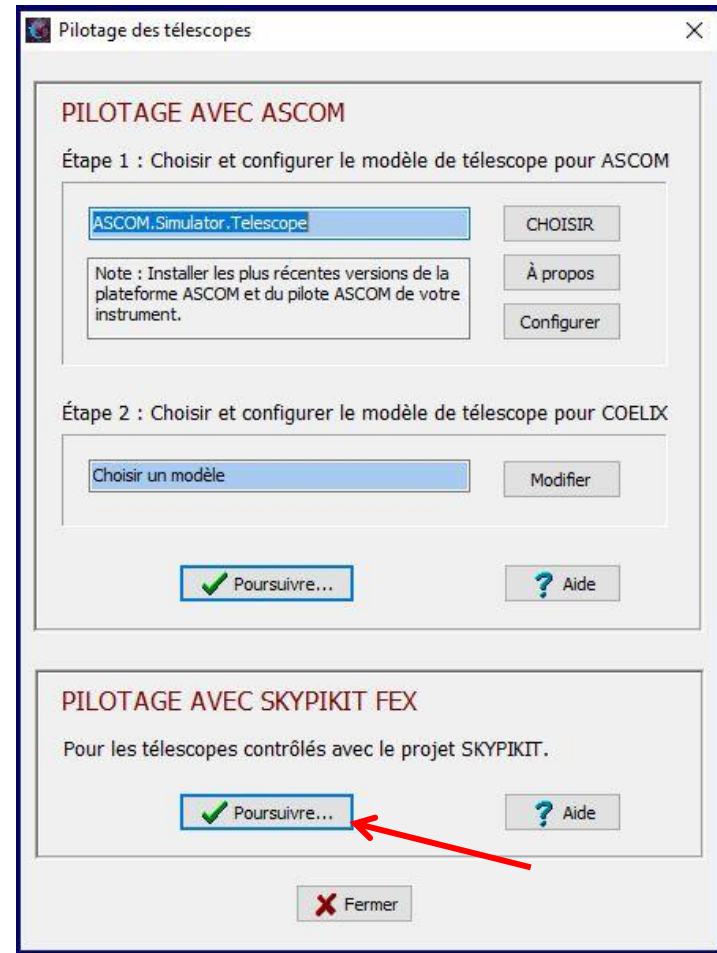 Pilotage des télescopes
PILOTAGE AVEC ASCOM
Étape 1 : Choisir et configurer le modèle de télescope pour ASCOM
ASCOM.Simulator.Telescope
CHOISIR
Note : Installer les plus récentes versions de la
plateforme ASCOM et du pilote ASCOM de votre
instrument.
À propos
Configurer
Étape 2 : Choisir et configurer le modèle de télescope pour COELIX
Choisir un modèle
Modifier
Poursuivre...
? Aide
PILOTAGE AVEC SKYPIKIT FEX
Pour les télescopes contrôlés avec le projet SKYPIKIT.
Poursuivre...
? Aide
Fermer